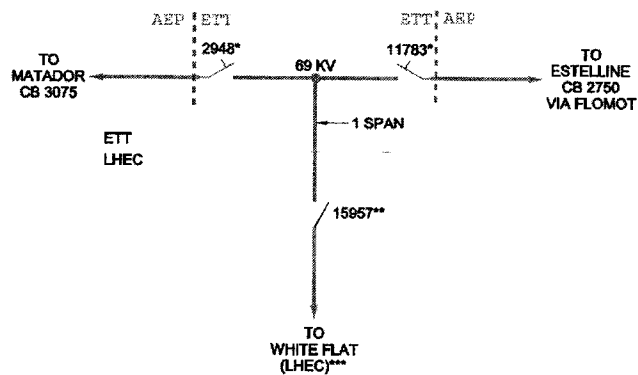 AEP ETT
ETT AEP
2948*
11783*
TO
MATADOR
CB 3075
69 KV
TO
ESTELLINE
CB 2750
VIA FLOMOT
1 SPAN
ETT
LHEC
15957**
TO
WHITE FLAT
(LHEC)***